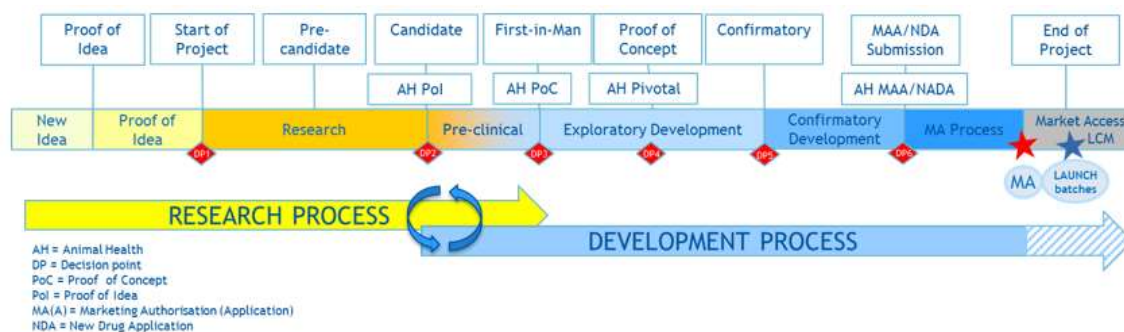 Proof of
Idea
Start of
Project
Pre-
candidate
Candidate
First-in-Man
Proof of
Concept
Confirmatory
MAA/NDA
Submission
End of
Project
AH PoI
AH PoC
AH Pivotal
AH MAA/NADA
New
Idea
Proof of
Idea
Research
Pre-clinical
Exploratory Development
Confirmatory
Development
MA Process
Market Access
LCM
DP1
DP2
DP3
DP4
DP5
DP6
MA
LAUNCH
batches
RESEARCH PROCESS
DEVELOPMENT PROCESS
AH = Animal Health
DP = Decision point
PoC = Proof of Concept
PoI = Proof of Idea
MA(A) = Marketing Authorisation (Application)
NDA = New Drug Application